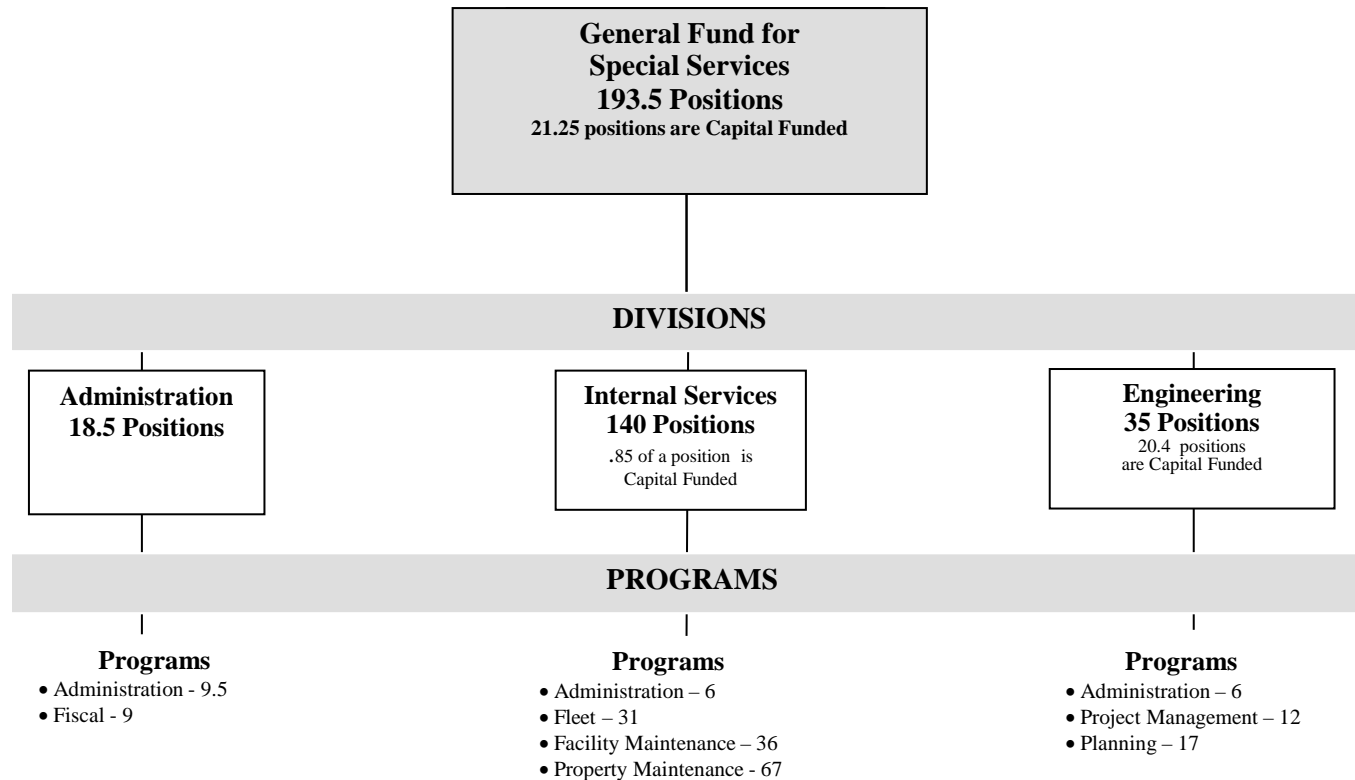 General Fund for
Special Services
193.5 Positions
21.25 positions are Capital Funded
DIVISIONS
Administration
18.5 Positions
Internal Services
140 Positions
.85 of a position is
Capital Funded
Engineering
35 Positions
20.4 positions
are Capital Funded
PROGRAMS
Programs
• Administration - 9.5
• Fiscal - 9
Programs
• Administration – 6
• Fleet – 31
• Facility Maintenance – 36
• Property Maintenance - 67
Programs
• Administration – 6
• Project Management – 12
• Planning – 17